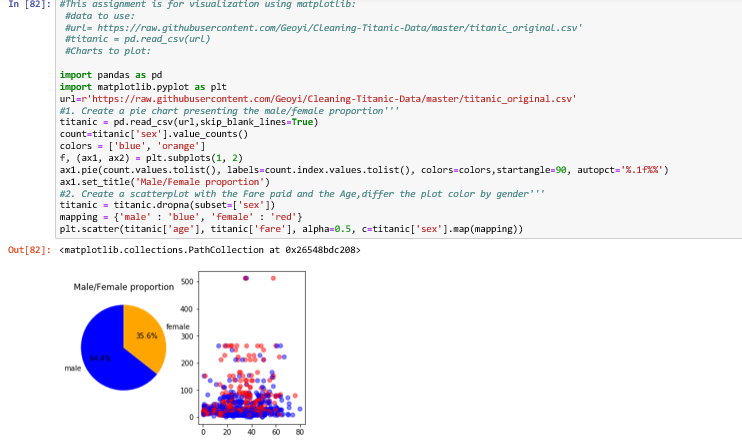 In [82]: #This assignment is for visualization using matplotlib:
#data to use:
#url= https://raw.githubusercontent.com/Geoyi/Cleaning-Titanic-Data/master/titanic_original.csv'
#titanic = pd.read_csv(url)
#Charts to plot:
import pandas as pd
import matplotlib.pyplot as plt
url=r'https://raw.githubusercontent.com/Geoyi/Cleaning-Titanic-Data/master/titanic_original.csv'
#1. Create a pie chart presenting the male/female proportion'''
titanic = pd.read_csv(url,skip_blank_lines=True)
count=titanic['sex'].value_counts()
colors = ['blue', 'orange']
f, (ax1, ax2) = plt.subplots(1, 2)
ax1.pie(count.values.tolist(), labels=count.index.values.tolist(), colors=colors,startangle=90, autopct='%.1f%%')
ax1.set_title('Male/Female proportion')
#2. Create a scatterplot with the Fare paid and the Age,differ the plot color by gender'''
titanic = titanic.dropna(subset=['sex'])
mapping = {'male' : 'blue', 'female' : 'red'}
plt.scatter(titanic['age'], titanic['fare'], alpha=0.5, c=titanic['sex'].map(mapping))
Out[82]: <matplotlib.collections.PathCollection at 0x26548bdc208>
Male/Female proportion
female
35.6%
64.4%
male
500
400
300
200
100
0
0 20 40 60 80